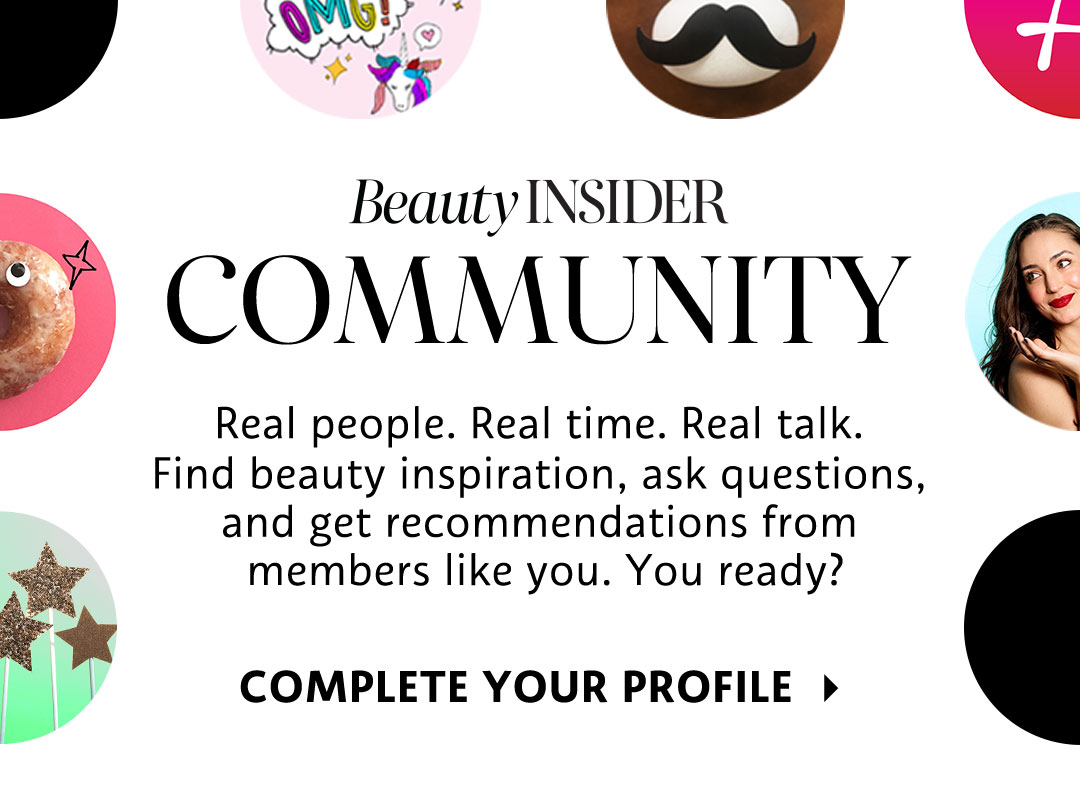 OMG!
Beauty INSIDER
COMMUNITY
Real people. Real time. Real talk.
Find beauty inspiration, ask questions,
and get recommendations from
members like you. You ready?
COMPLETE YOUR PROFILE